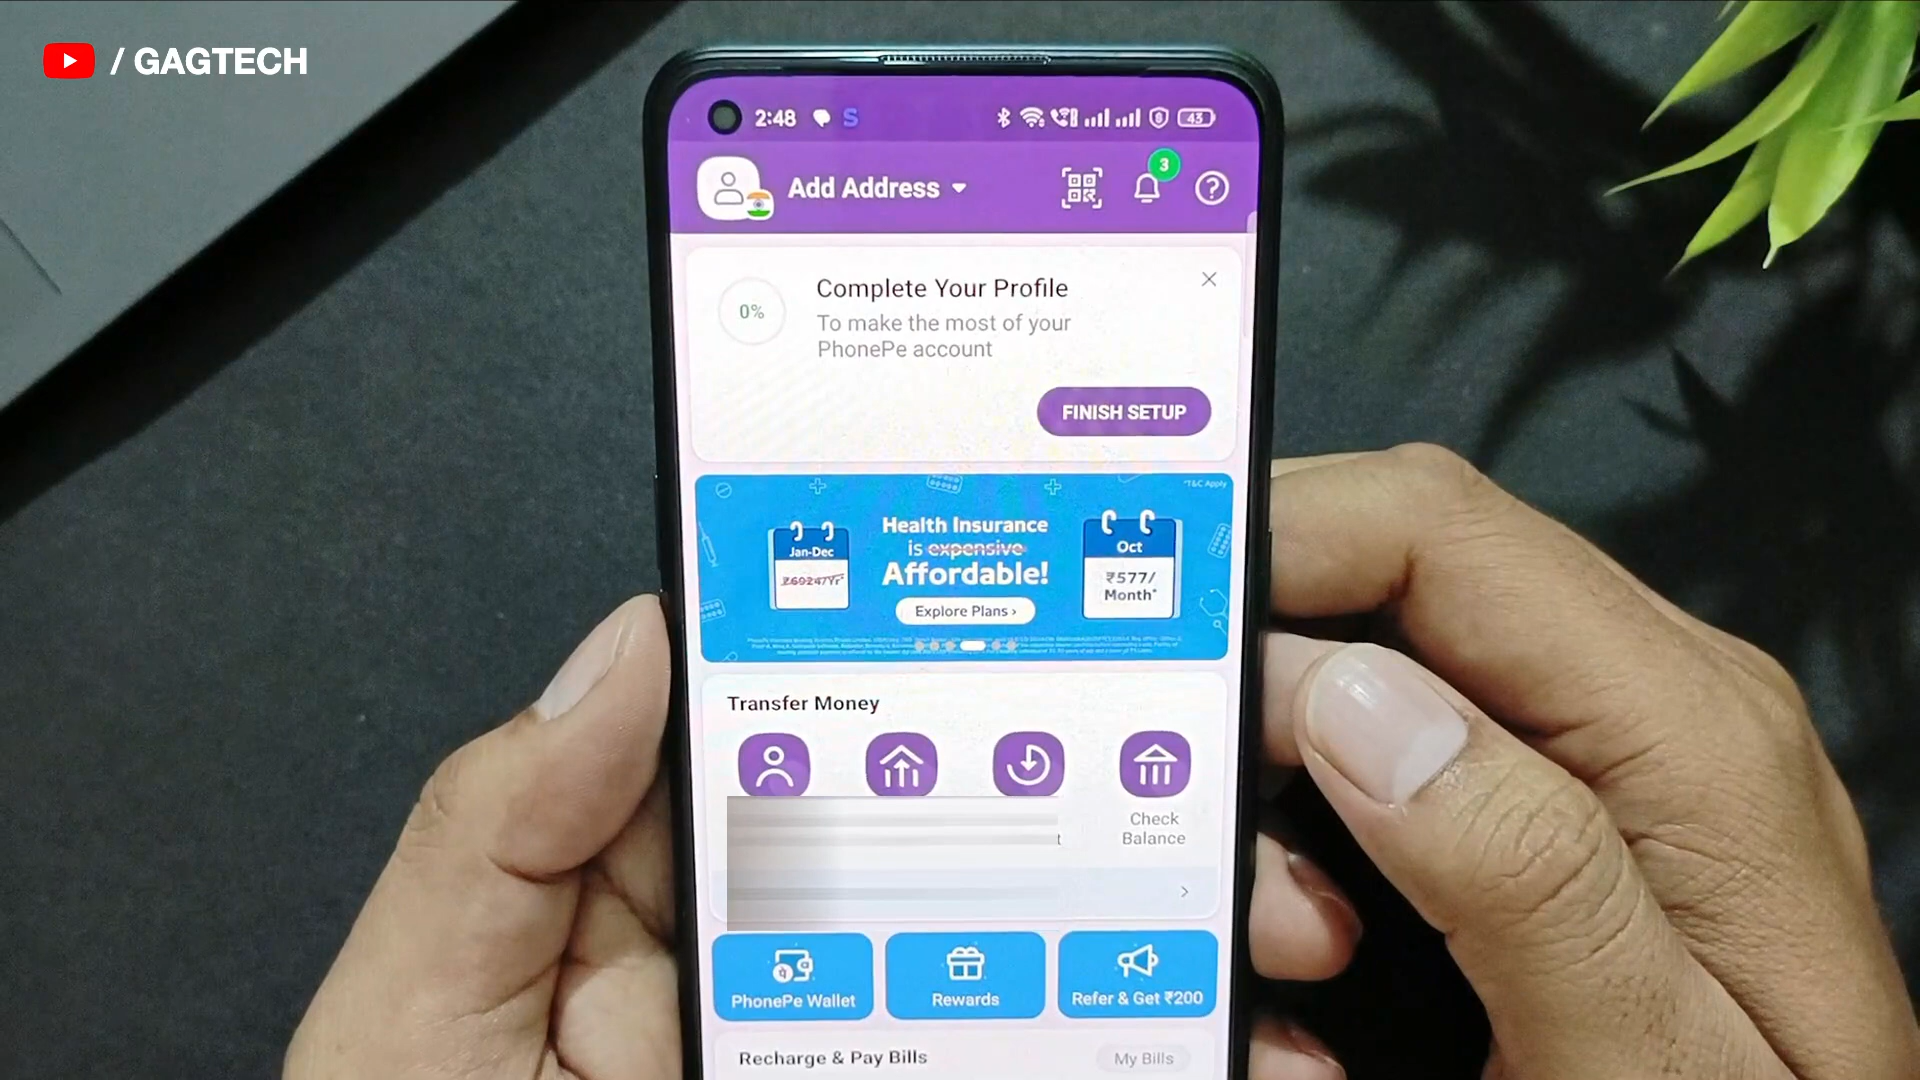 / GAGTECH
2:48 S 43
Add Address
3
Complete Your Profile
0%
To make the most of your
PhonePe account
FINISH SETUP
*T&C Apply
Health Insurance
is expensive
Affordable!
Explore Plans ›
Jan-Dec
₹6924/Yr*
Oct
₹577/
Month*
Transfer Money
Check
Balance
PhonePe Wallet
Rewards
Refer & Get ₹200
Recharge & Pay Bills
My Bills